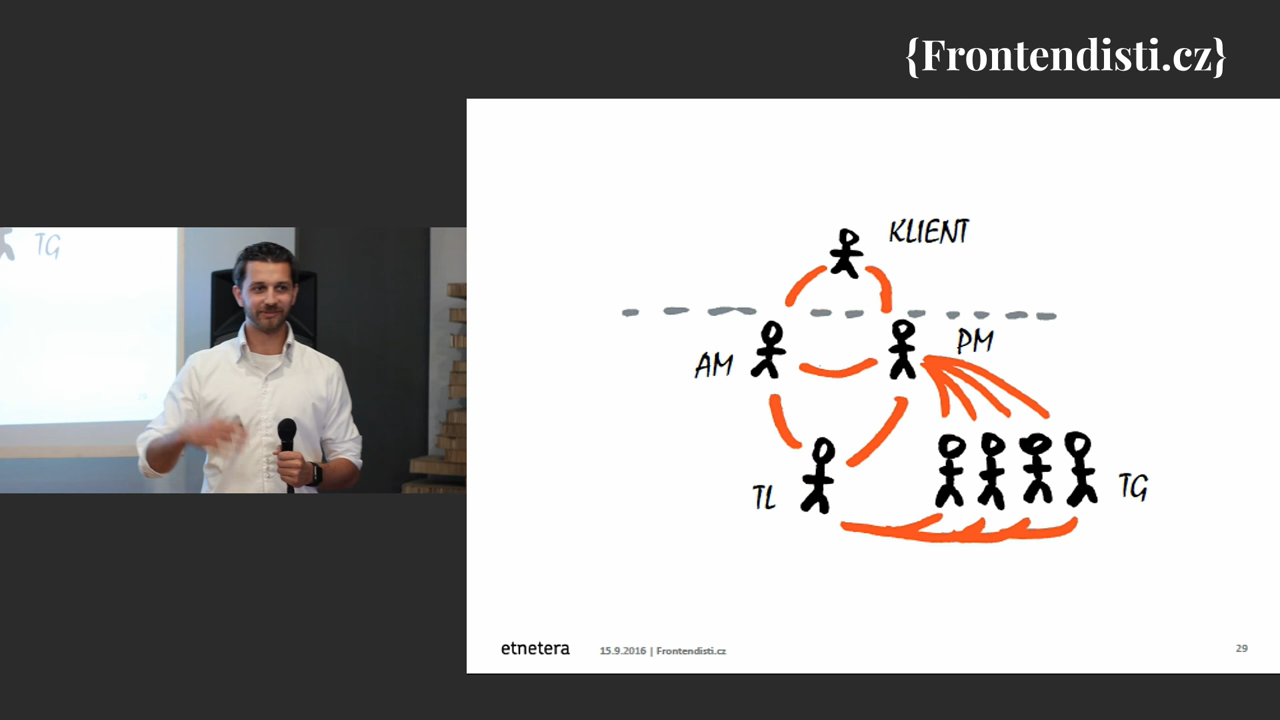 {Frontendisti.cz}
TG
KLIENT
AM
PM
TL
TG
etnetera
15.9.2016 | Frontendisti.cz
29